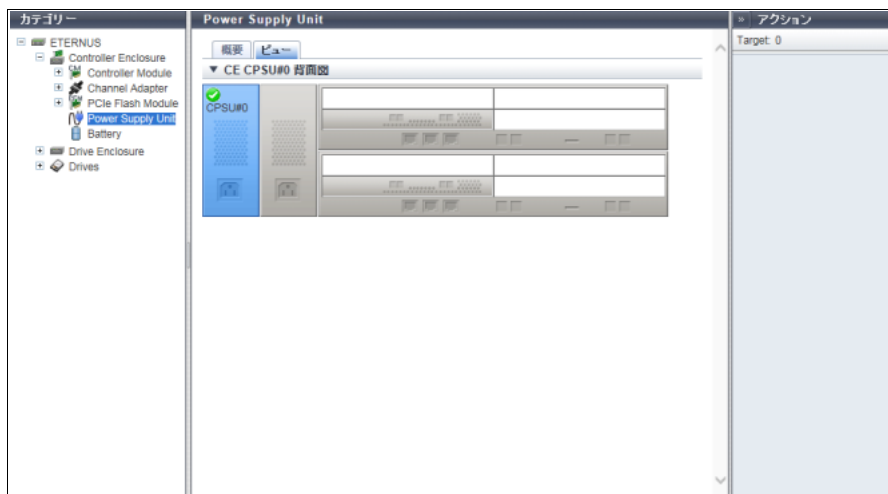 カテゴリー
ETERNUS
Controller Enclosure
Controller Module
Channel Adapter
PCIe Flash Module
Power Supply Unit
Battery
Drive Enclosure
Drives
Power Supply Unit
概要 ビュー
▼ CE CPSU#0 背面図
CPSU#0
» アクション
Target: 0